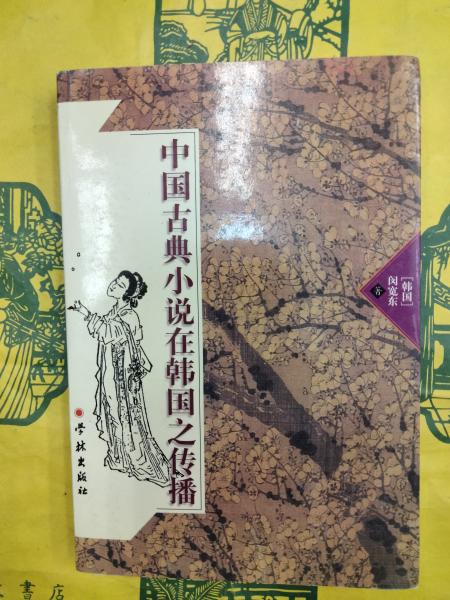 中国古典小说在韩国之传播
[韩国]
闵宽东
著
学林出版社
書店